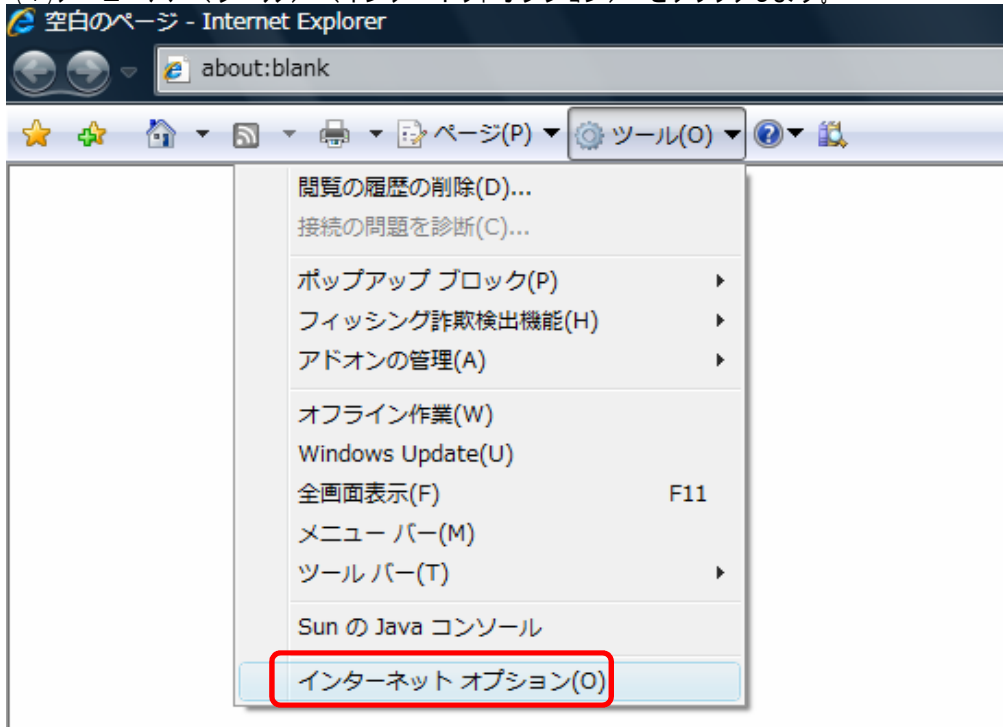 空白のページ - Internet Explorer
about:blank
ページ(P) ツール(O)
閲覧の履歴の削除(D)...
接続の問題を診断(C)...
ポップアップ ブロック(P)
フィッシング詐欺検出機能(H)
アドオンの管理(A)
オフライン作業(W)
Windows Update(U)
全画面表示(F) F11
メニュー バー(M)
ツール バー(T)
Sun の Java コンソール
インターネット オプション(O)